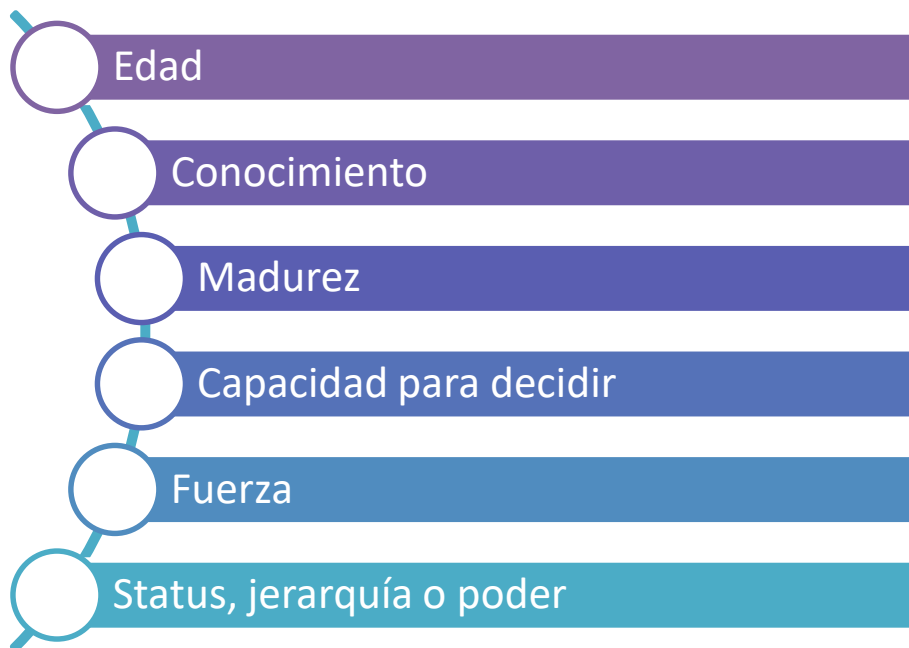 Edad
Conocimiento
Madurez
Capacidad para decidir
Fuerza
Status, jerarquía o poder